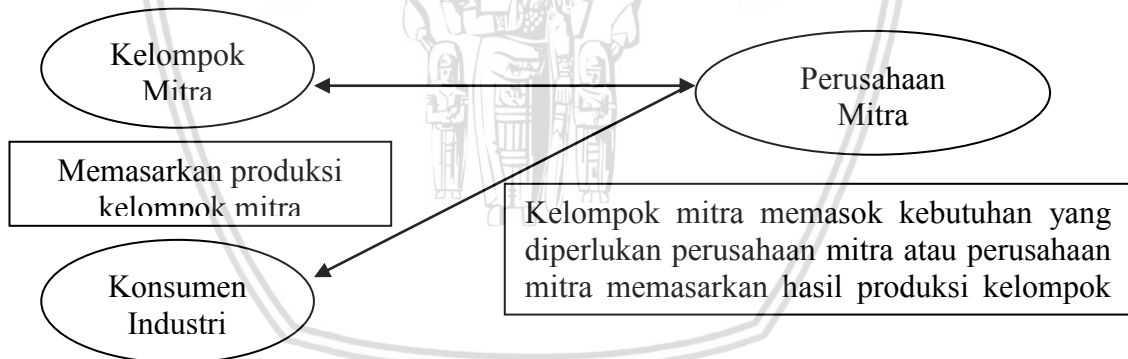 Kelompok
Mitra
Perusahaan
Mitra
Memasarkan produksi
kelompok mitra
Kelompok mitra memasok kebutuhan yang
diperlukan perusahaan mitra atau perusahaan
mitra memasarkan hasil produksi kelompok
Konsumen
Industri